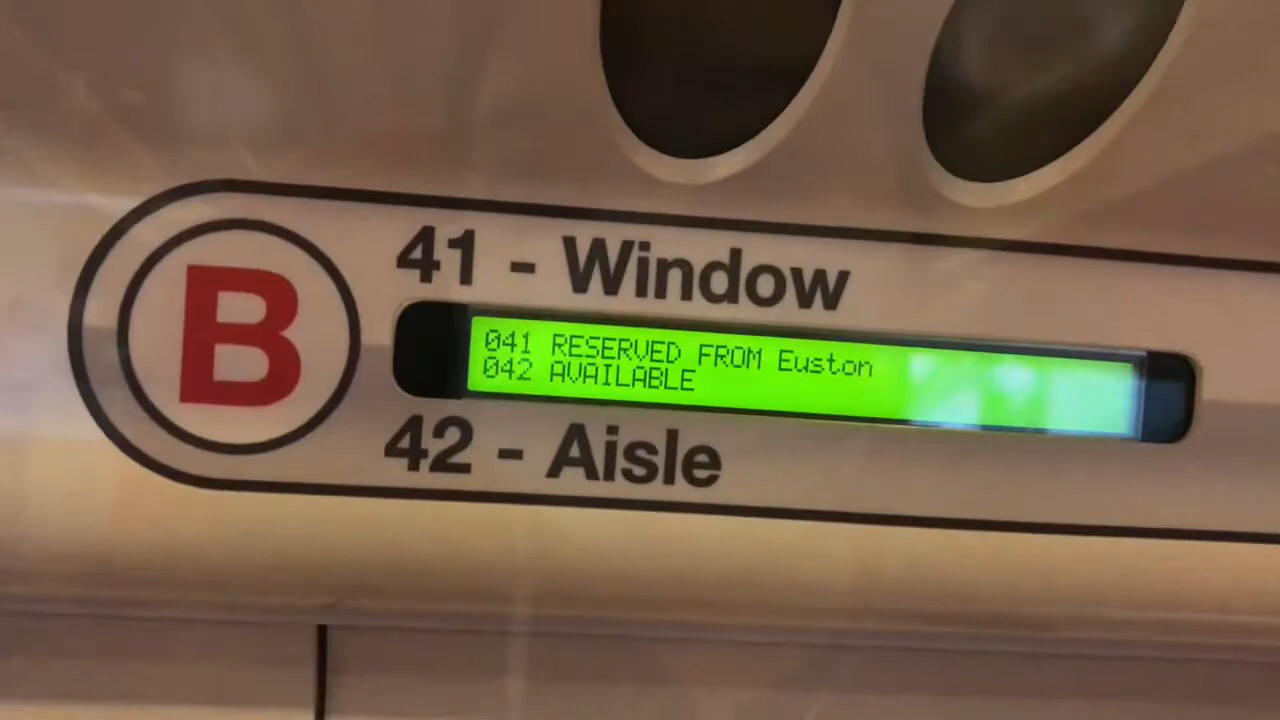 B
41 - Window
041 RESERVED FROM Euston
042 AVAILABLE
42 - Aisle